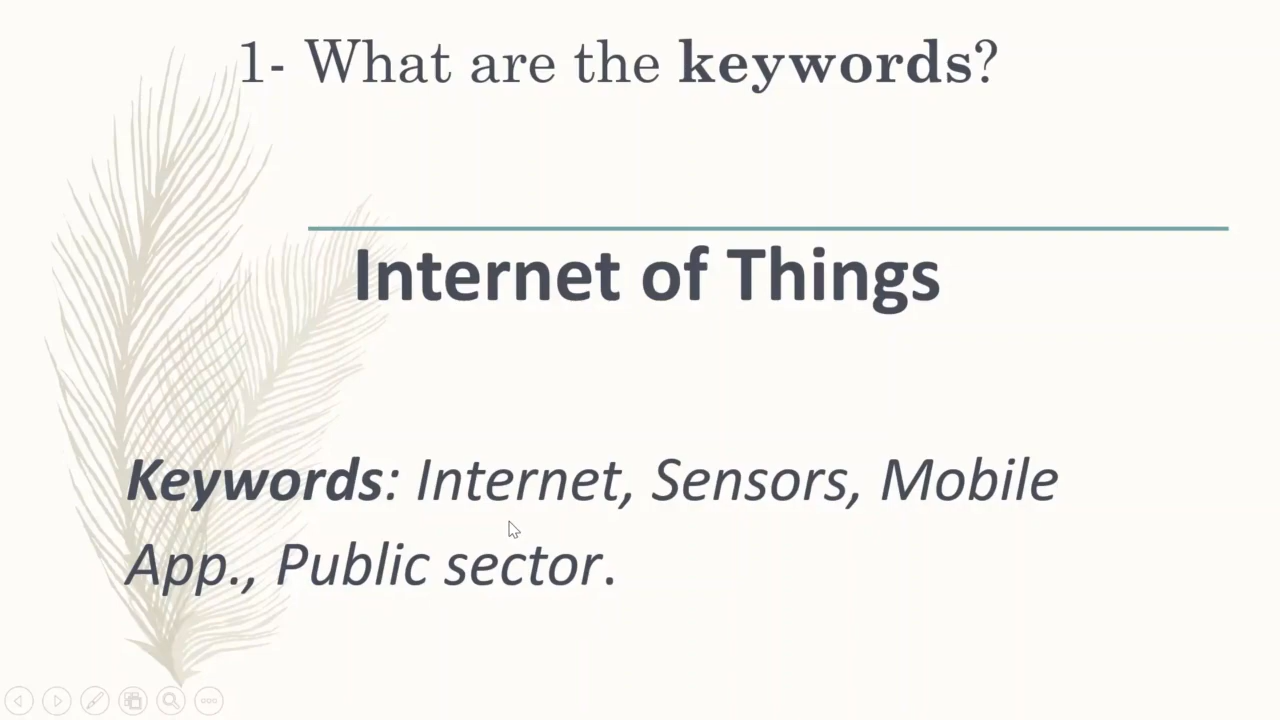 1- What are the keywords?
Internet of Things
Keywords: Internet, Sensors, Mobile
App., Public sector.